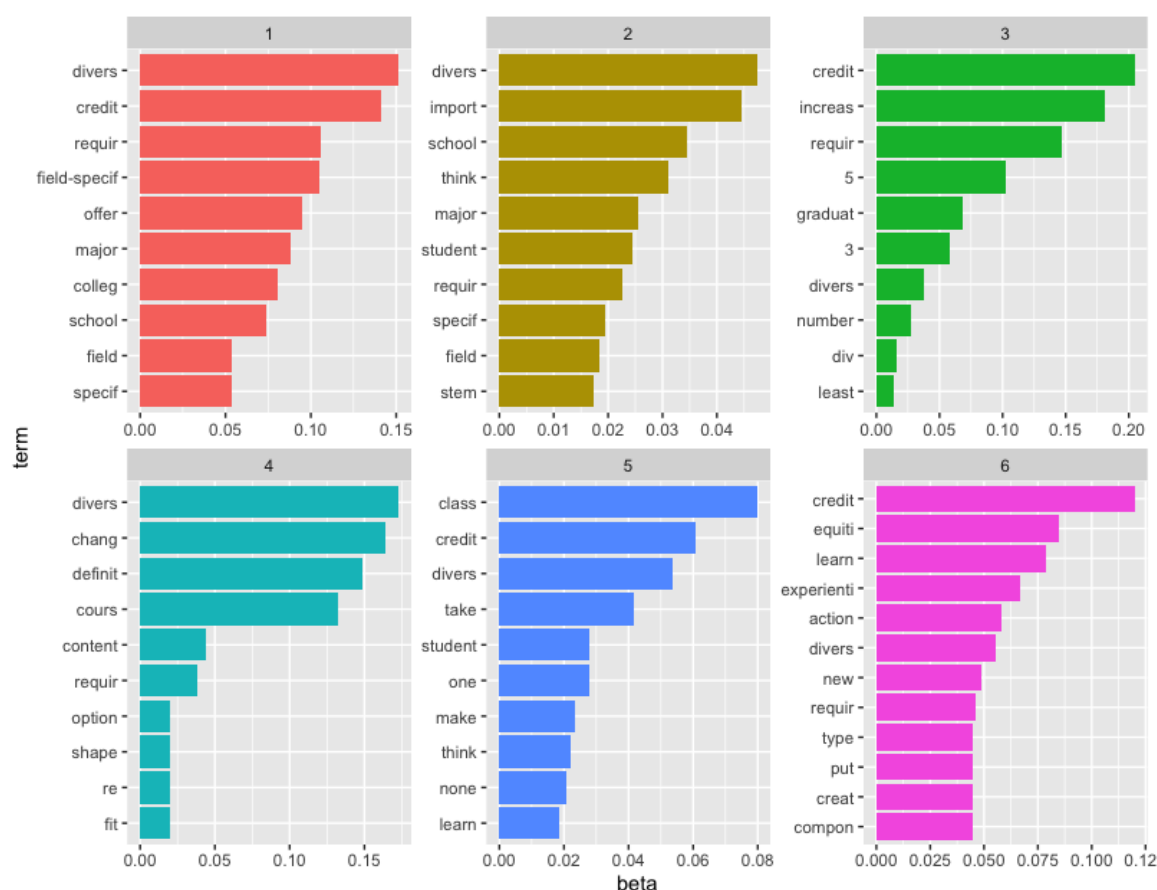 1
divers
credit
requir
field-specif
offer
major
colleg
school
field
specif
0.00 0.05 0.10 0.15
2
divers
import
school
think
major
student
requir
specif
field
stem
0.00 0.01 0.02 0.03 0.04
3
credit
increas
requir
5
graduat
3
divers
number
div
least
0.00 0.05 0.10 0.15 0.20
term
4
divers
chang
definit
cours
content
requir
option
shape
re
fit
0.00 0.05 0.10 0.15
5
class
credit
divers
take
student
one
make
think
none
learn
0.00 0.02 0.04 0.06 0.08
6
credit
equiti
learn
experienti
action
divers
new
requir
type
put
creat
compon
0.000 0.025 0.050 0.075 0.100 0.12
beta